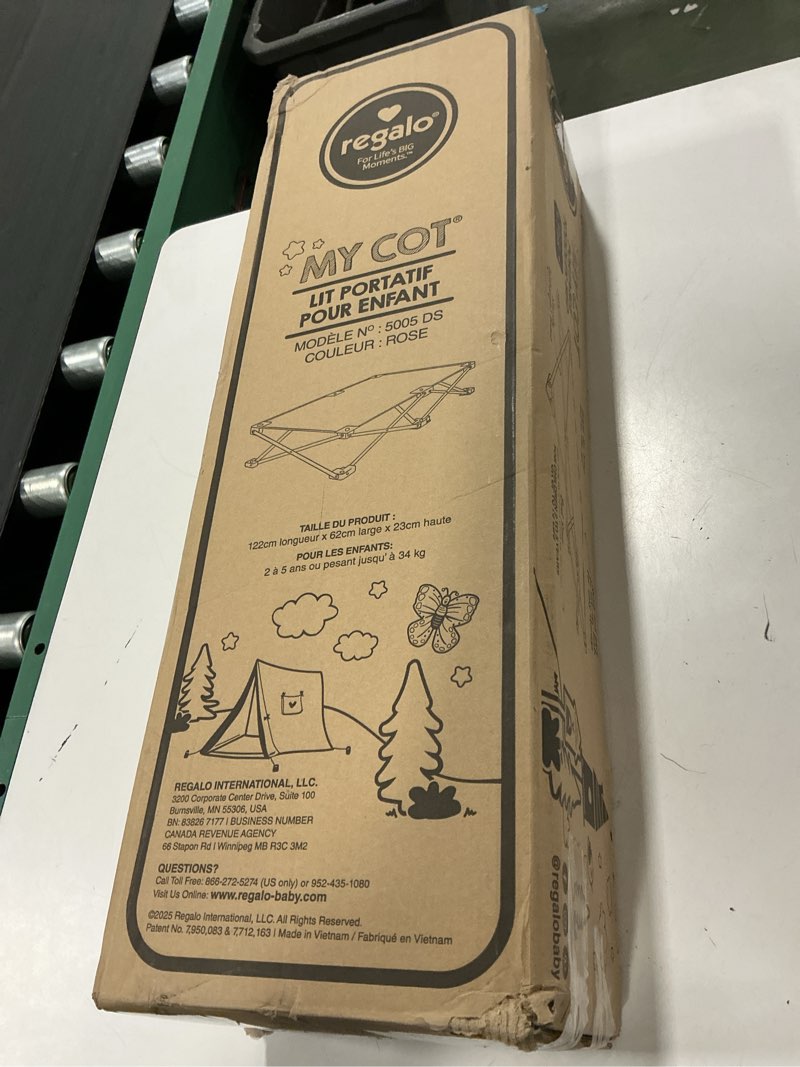 regalo®
For Life's BIG
Moments.™
MY COT®
LIT PORTATIF
POUR ENFANT
MODÈLE Nº : 5005 DS
COULEUR : ROSE
TAILLE DU PRODUIT :
122cm longueur x 62cm large x 23cm haute
POUR LES ENFANTS:
2 à 5 ans ou pesant jusqu' à 34 kg
REGALO INTERNATIONAL, LLC.
3200 Corporate Center Drive, Suite 100
Burnsville, MN 55306, USA
BN: 83826 7177 | BUSINESS NUMBER
CANADA REVENUE AGENCY
66 Stapon Rd | Winnipeg MB R3C 3M2
QUESTIONS?
Call Toll Free: 866-272-5274 (US only) or 952-435-1080
Visit Us Online: www.regalo-baby.com
©2025 Regalo International, LLC. All Rights Reserved.
Patent No. 7,950,083 & 7,712,163 | Made in Vietnam / Fabriqué en Vietnam
@regalobaby